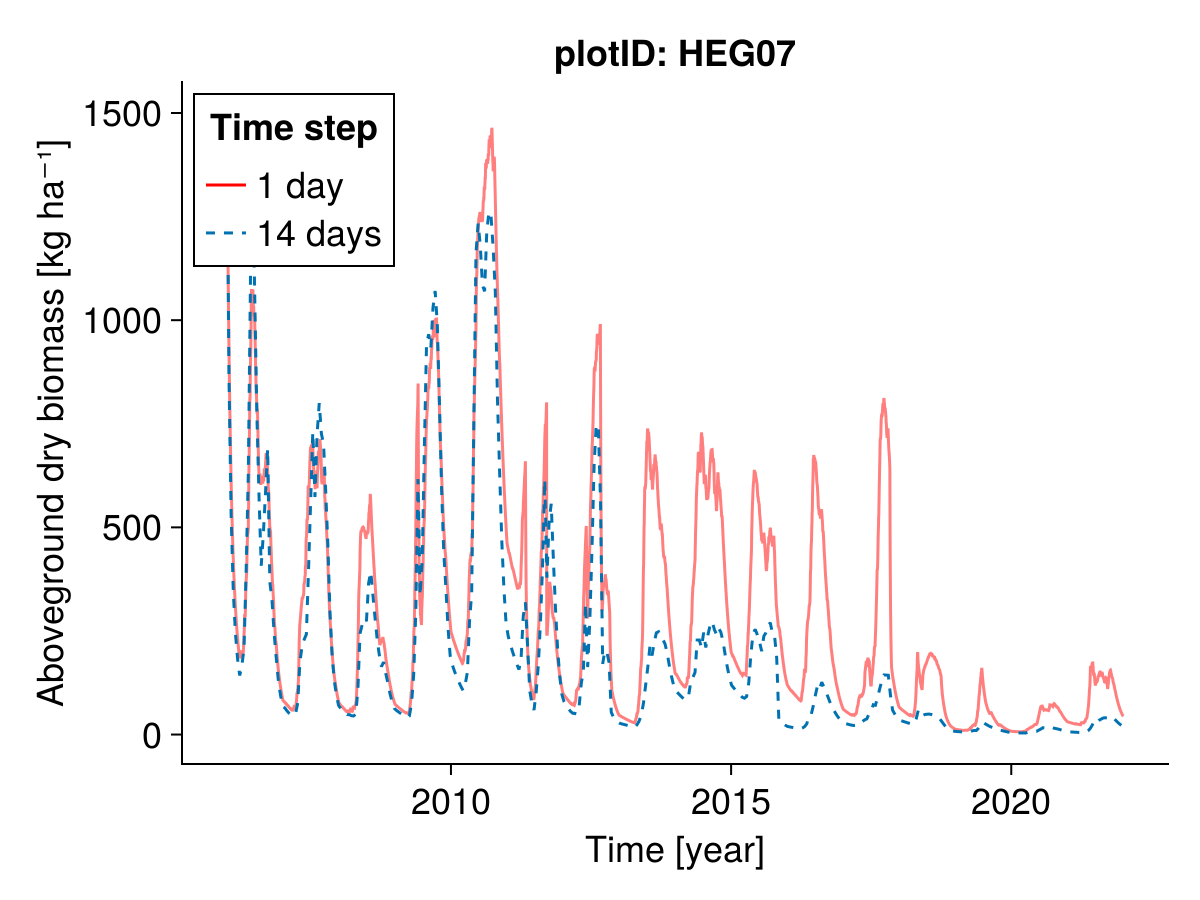 plotID: HEG07
Aboveground dry biomass [kg ha⁻¹]
1500
1000
500
0
Time step
1 day
14 days
2010
2015
2020
Time [year]